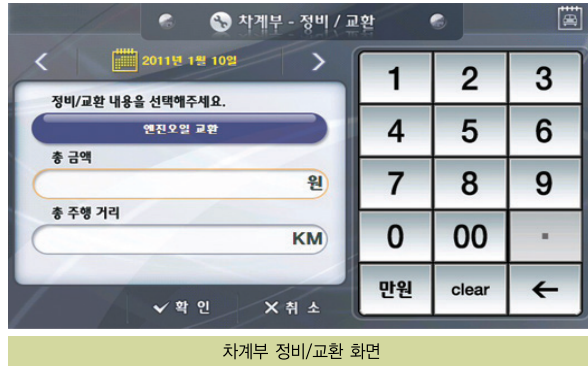 차계부 - 정비 / 교환
2011년 1월 10일
정비/교환 내용을 선택해주세요.
엔진오일 교환
총 금액
원
총 주행 거리
KM
확 인
취 소
1 2 3
4 5 6
7 8 9
0 00 .
만원 clear ←
차계부 정비/교환 화면